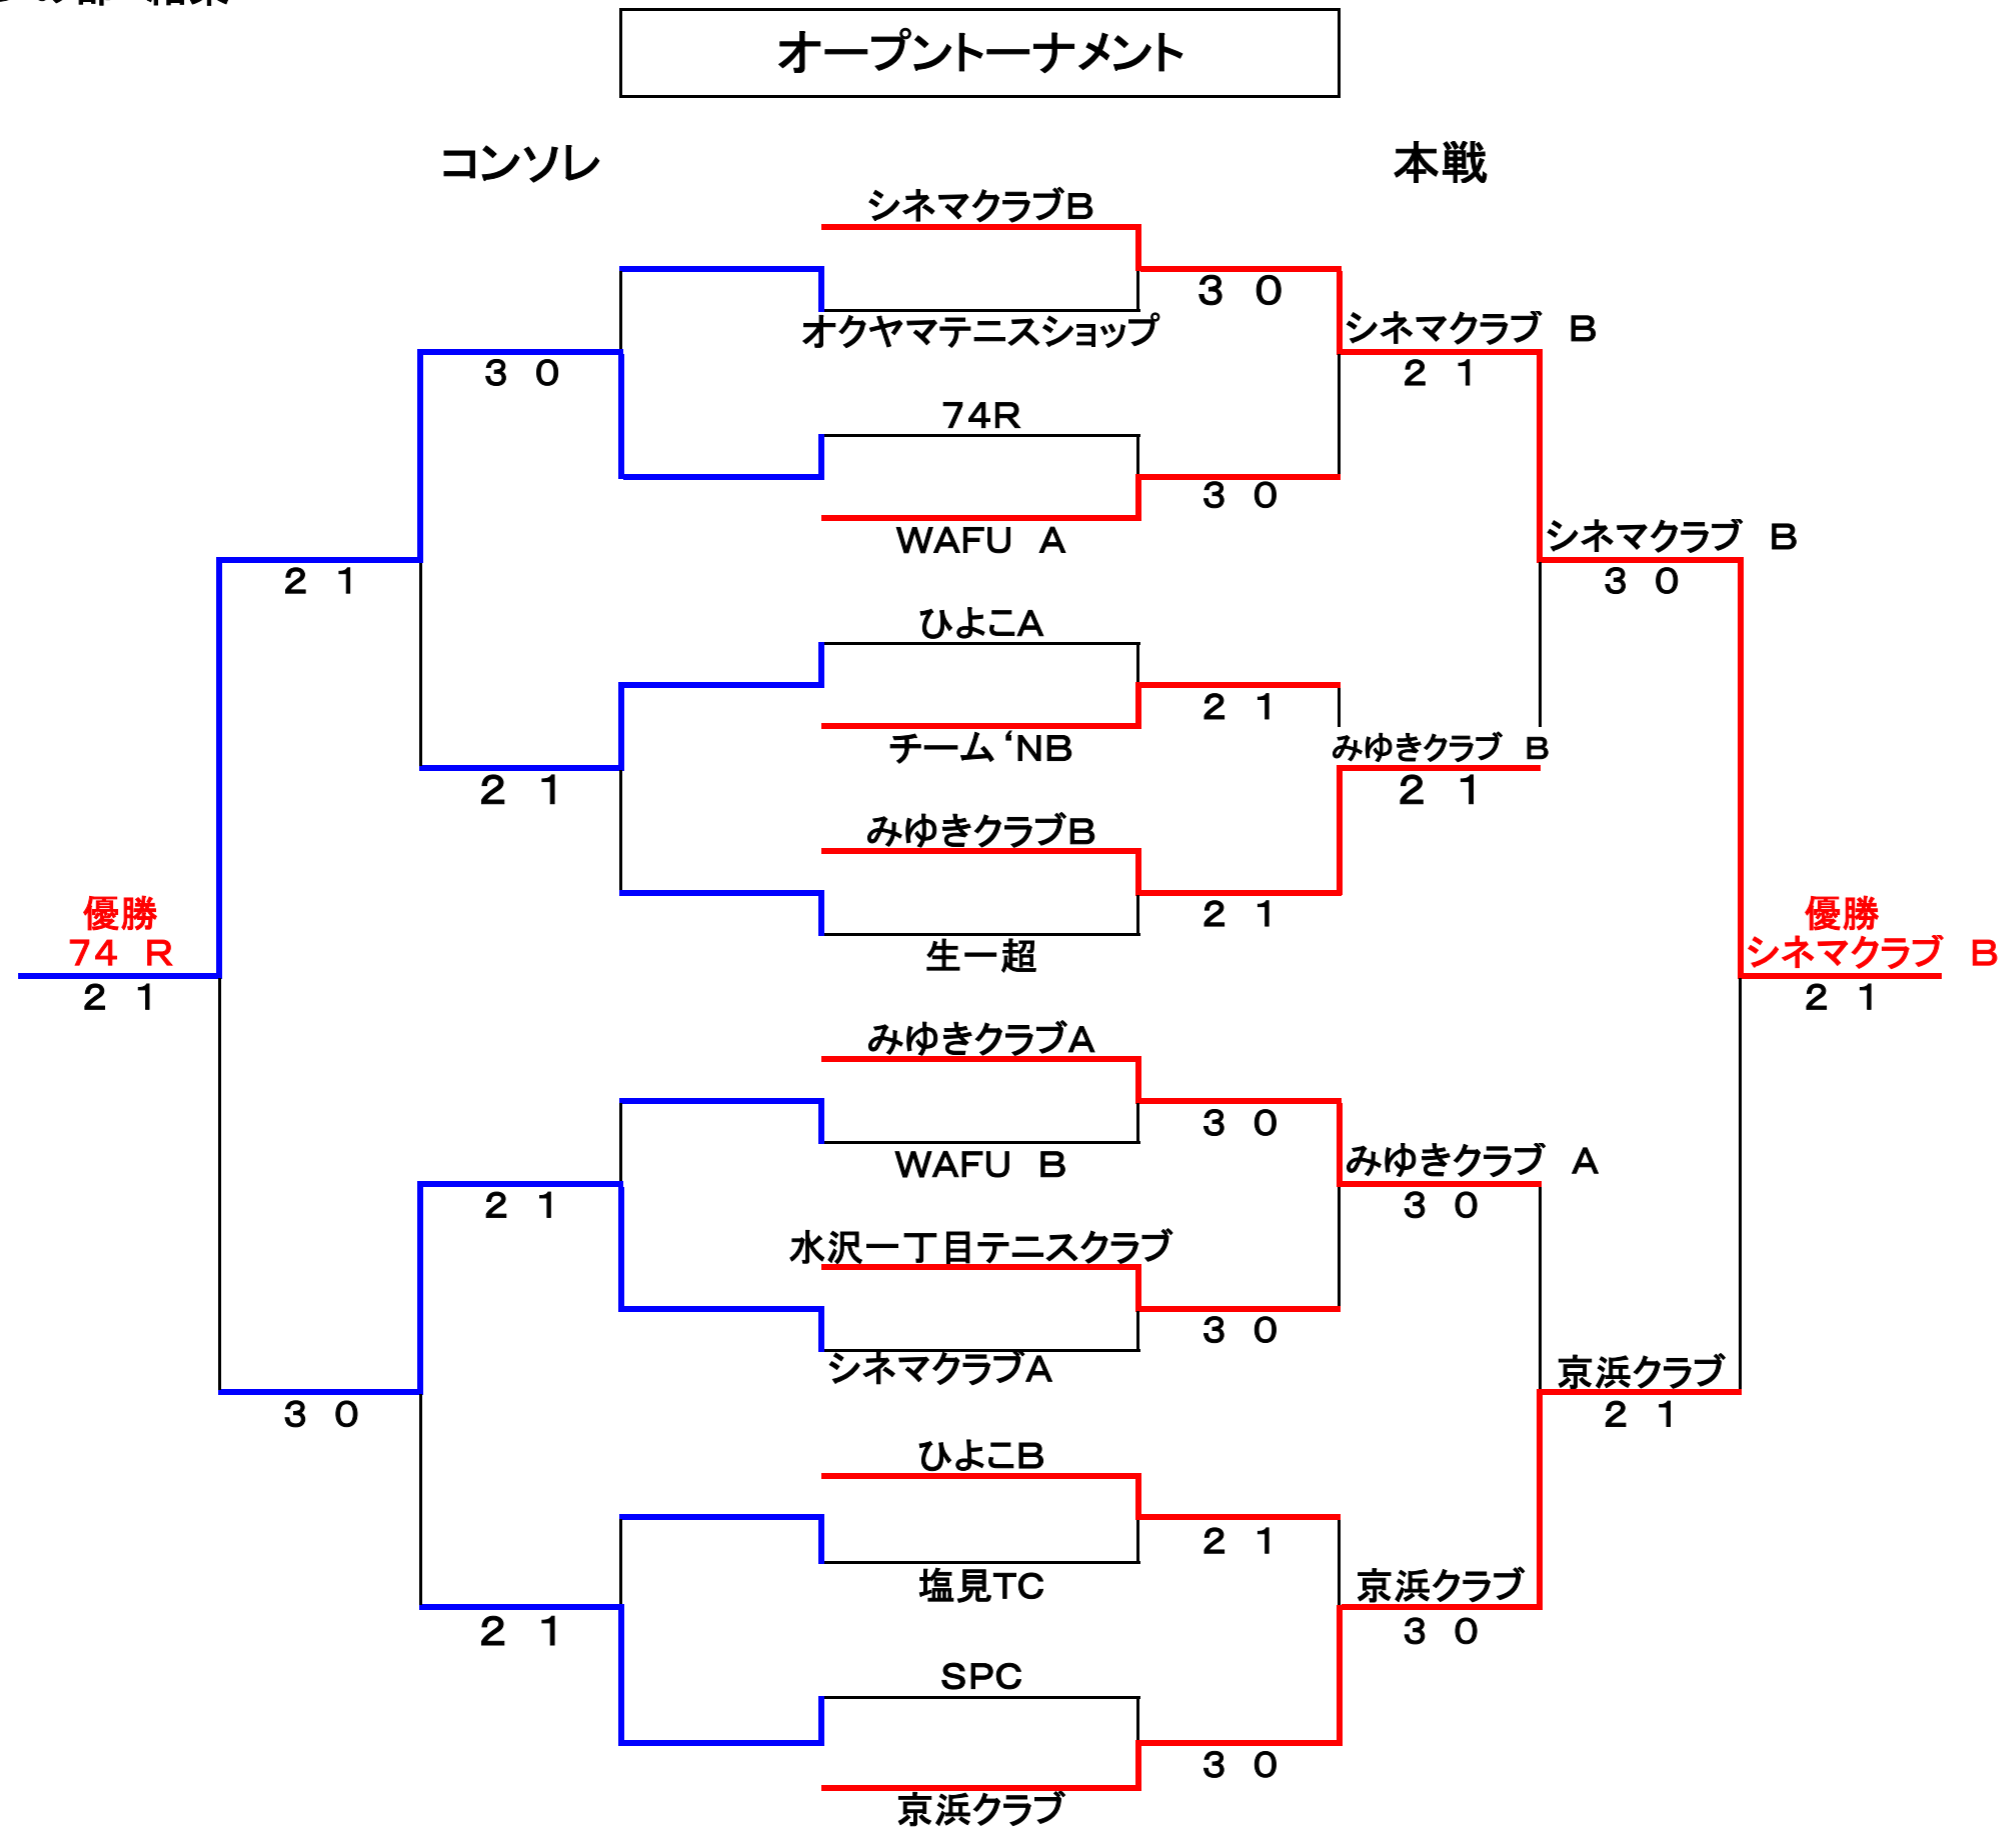 オープントーナメント
コンソレ
本戦
シネマクラブB
3 0
オクヤマテニスショップ
シネマクラブ B
3 0
2 1
74R
3 0
WAFU A
シネマクラブ B
2 1
3 0
ひよこA
2 1
チーム‘NB
みゆきクラブ B
2 1
2 1
みゆきクラブB
2 1
生一超
優勝
74 R
2 1
優勝
シネマクラブ B
2 1
みゆきクラブA
3 0
WAFU B
みゆきクラブ A
2 1
3 0
水沢一丁目テニスクラブ
3 0
シネマクラブA
京浜クラブ
3 0
2 1
ひよこB
2 1
塩見TC
京浜クラブ
2 1
3 0
SPC
3 0
京浜クラブ